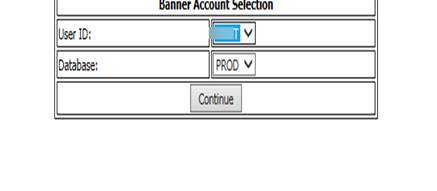 Banner Account Selection
User ID: T
Database: PROD
Continue